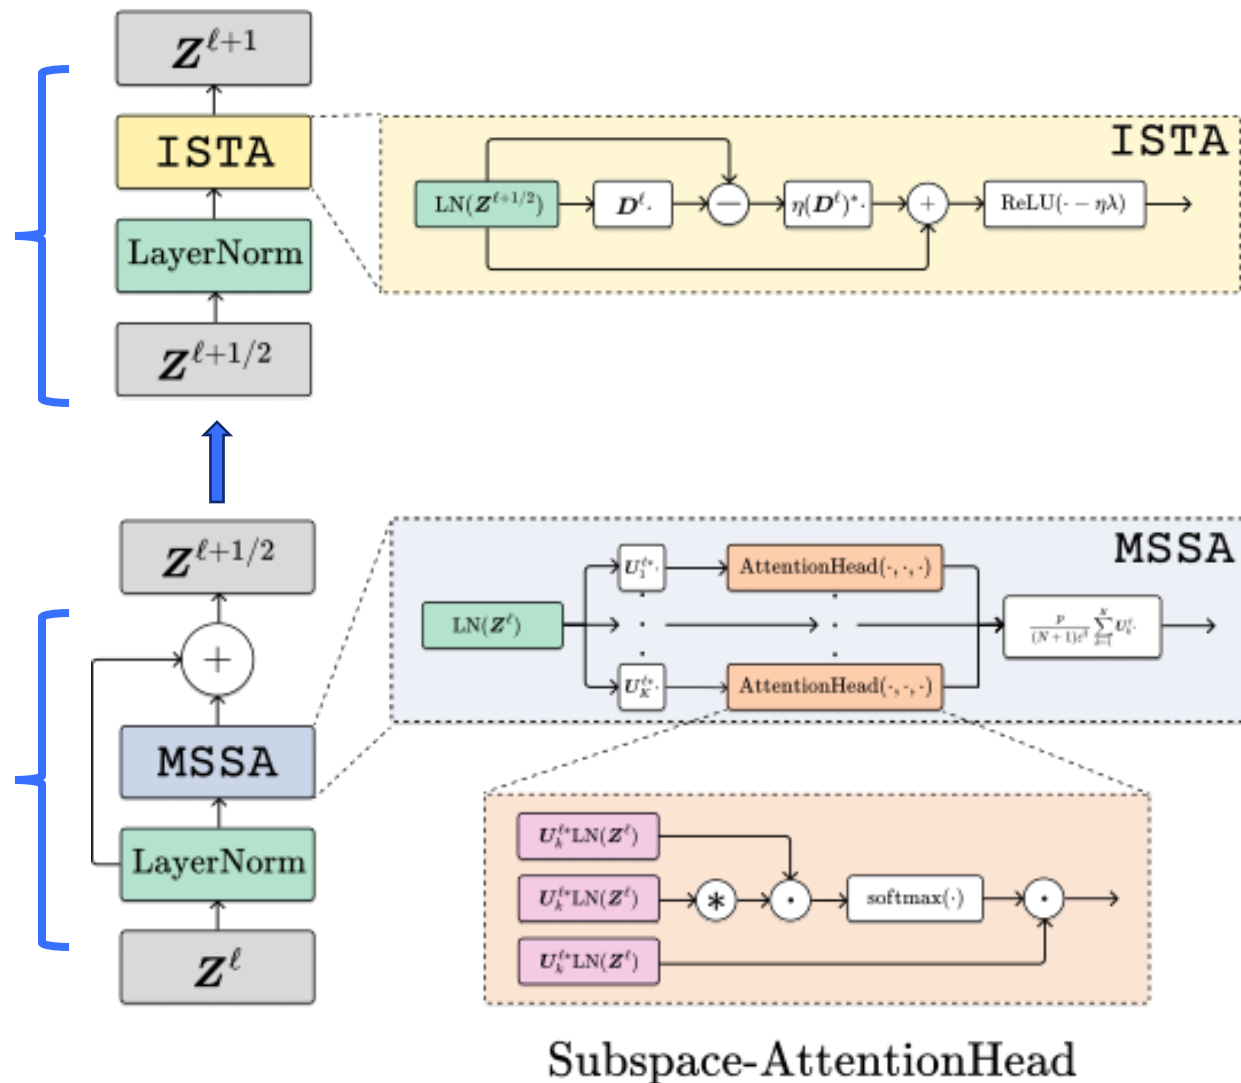 Z^{ℓ+1}
ISTA
LayerNorm
Z^{ℓ+1/2}
ISTA
LN(Z^{ℓ+1/2})
D^ℓ·
—
η(D^ℓ)^*·
+
ReLU(· − ηλ)
Z^{ℓ+1/2}
+
MSSA
LayerNorm
Z^ℓ
MSSA
LN(Z^ℓ)
U_1^{ℓ*}·
AttentionHead(·, ·, ·)
U_K^{ℓ*}·
AttentionHead(·, ·, ·)
U_k^{ℓ*}LN(Z^ℓ)
U_k^{ℓ*}LN(Z^ℓ)
*
·
softmax(·)
·
U_k^{ℓ*}LN(Z^ℓ)
Subspace-AttentionHead